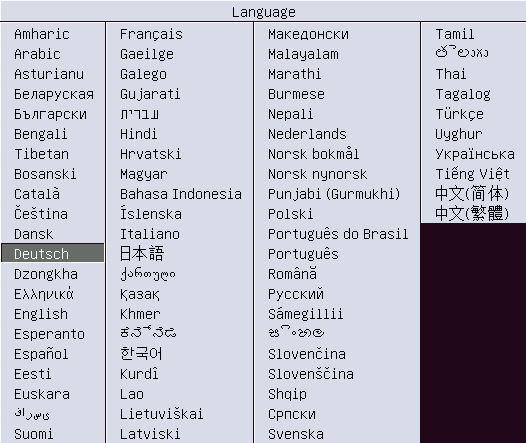 Language
Amharic
Arabic
Asturianu
Беларуская
Български
Bengali
Tibetan
Bosanski
Català
Čeština
Dansk
Deutsch
Dzongkha
Ελληνικά
English
Esperanto
Español
Eesti
Euskara
فارسی
Suomi
Français
Gaeilge
Galego
Gujarati
עברית
Hindi
Hrvatski
Magyar
Bahasa Indonesia
Íslenska
Italiano
日本語
ქართული
Қазақ
Khmer
ಕನ್ನಡ
한국어
Kurdî
Lao
Lietuviškai
Latviski
Македонски
Malayalam
Marathi
Burmese
Nepali
Nederlands
Norsk bokmål
Norsk nynorsk
Punjabi (Gurmukhi)
Polski
Português do Brasil
Português
Română
Русский
Sámegillii
සිංහල
Slovenčina
Slovenščina
Shqip
Српски
Svenska
Tamil
తెలుగు
Thai
Tagalog
Türkçe
Uyghur
Українська
Tiếng Việt
中文(简体)
中文(繁體)